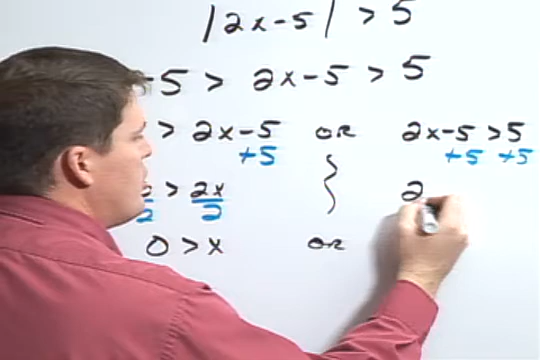 |2x-5| > 5
-5 > 2x-5 > 5
> 2x-5 or 2x-5 > 5
+5 +5 +5
> 2x 2
2 2
0 > x or